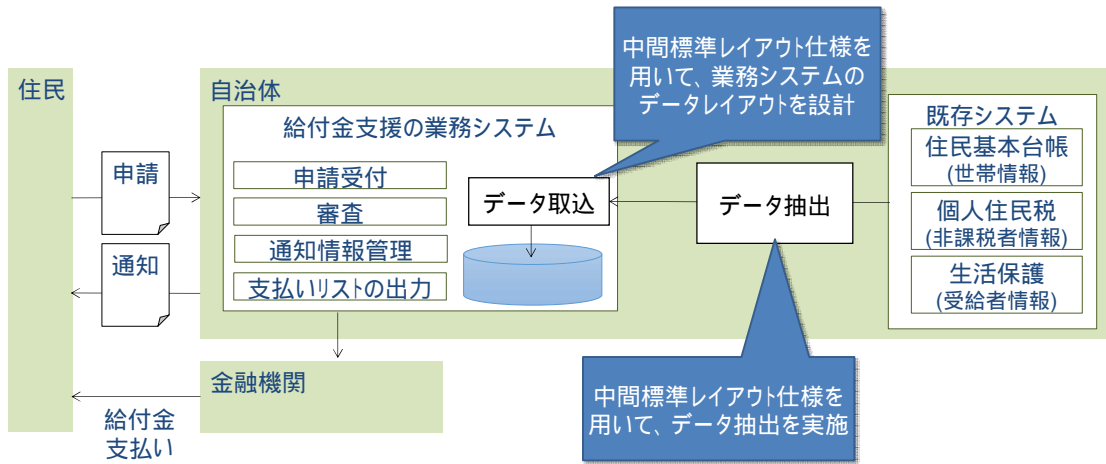 中間標準レイアウト仕様を
用いて、業務システムの
データレイアウトを設計
住民
自治体
給付金支援の業務システム
既存システム
申請
申請受付
審査
通知情報管理
支払いリストの出力
データ取込
データ抽出
住民基本台帳
(世帯情報)
個人住民税
(非課税者情報)
生活保護
(受給者情報)
通知
金融機関
給付金
支払い
中間標準レイアウト仕様を
用いて、データ抽出を実施